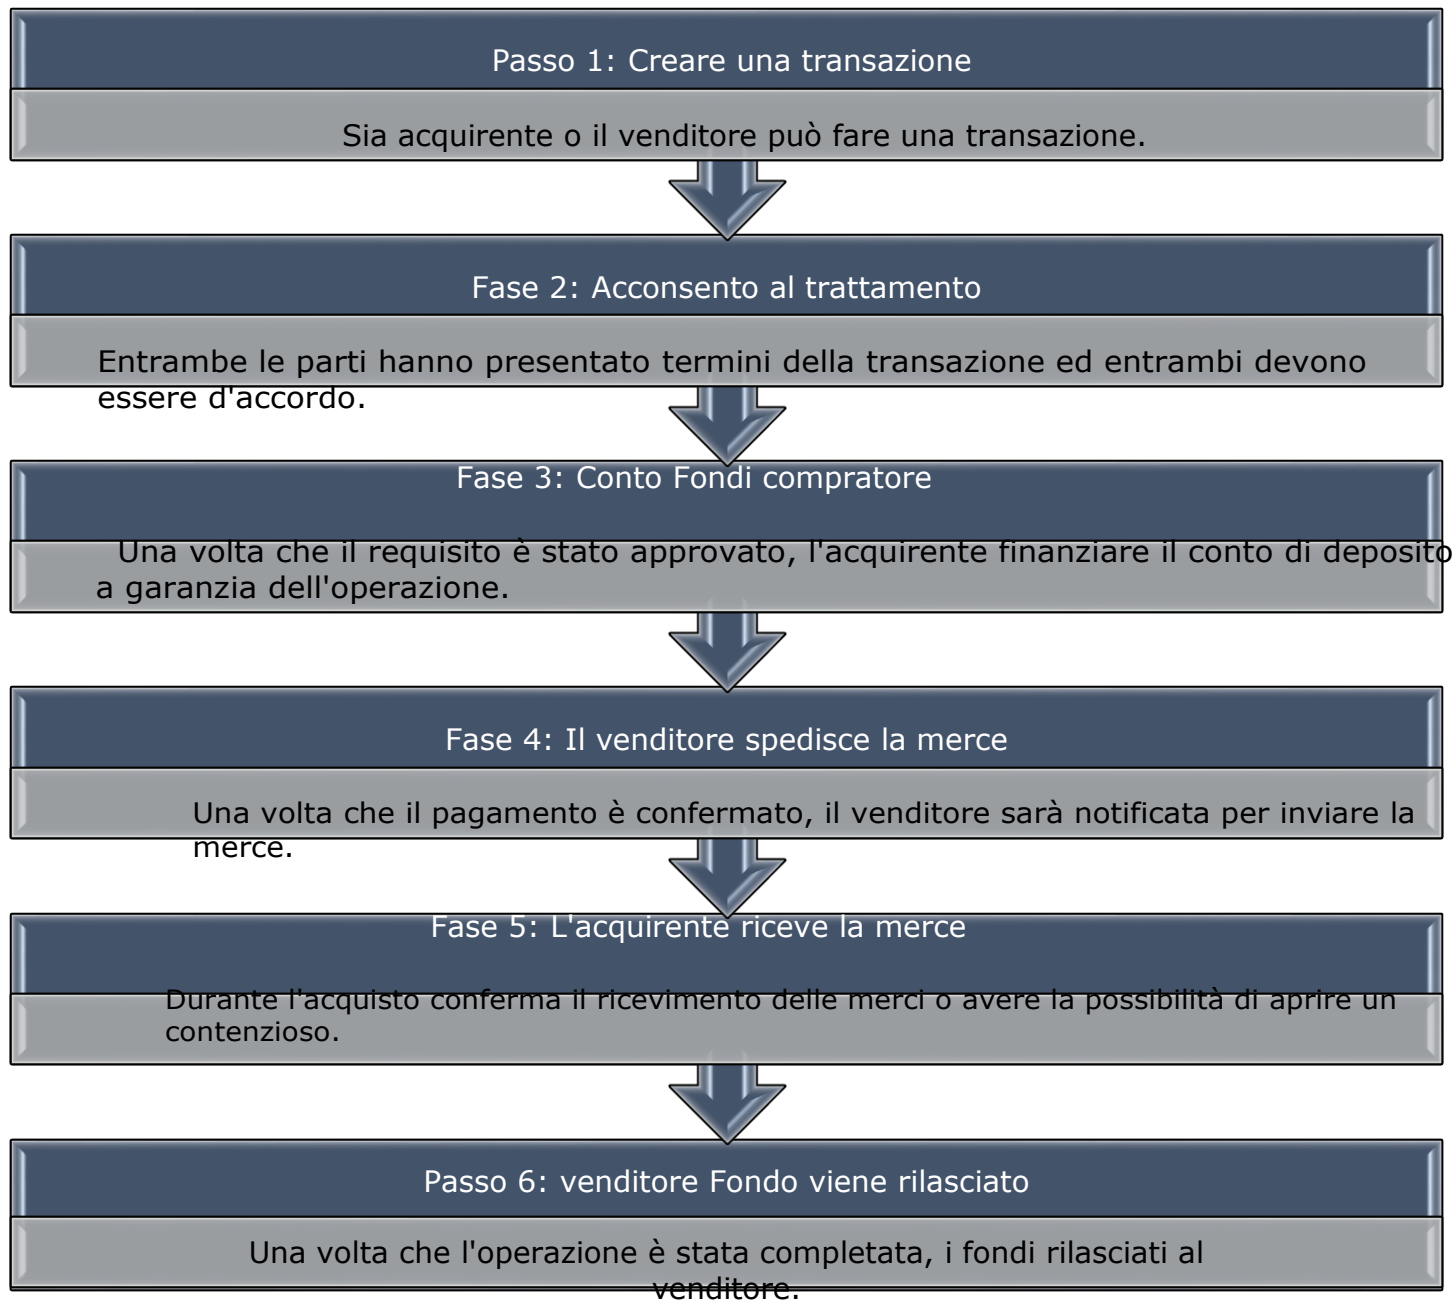 Passo 1: Creare una transazione
Sia acquirente o il venditore può fare una transazione.
Fase 2: Acconsento al trattamento
Entrambe le parti hanno presentato termini della transazione ed entrambi devono
essere d'accordo.
Fase 3: Conto Fondi compratore
Una volta che il requisito è stato approvato, l'acquirente finanziare il conto di deposito
a garanzia dell'operazione.
Fase 4: Il venditore spedisce la merce
Una volta che il pagamento è confermato, il venditore sarà notificata per inviare la
merce.
Fase 5: L'acquirente riceve la merce
Durante l'acquisto conferma il ricevimento delle merci o avere la possibilità di aprire un
contenzioso.
Passo 6: venditore Fondo viene rilasciato
Una volta che l'operazione è stata completata, i fondi rilasciati al
venditore.